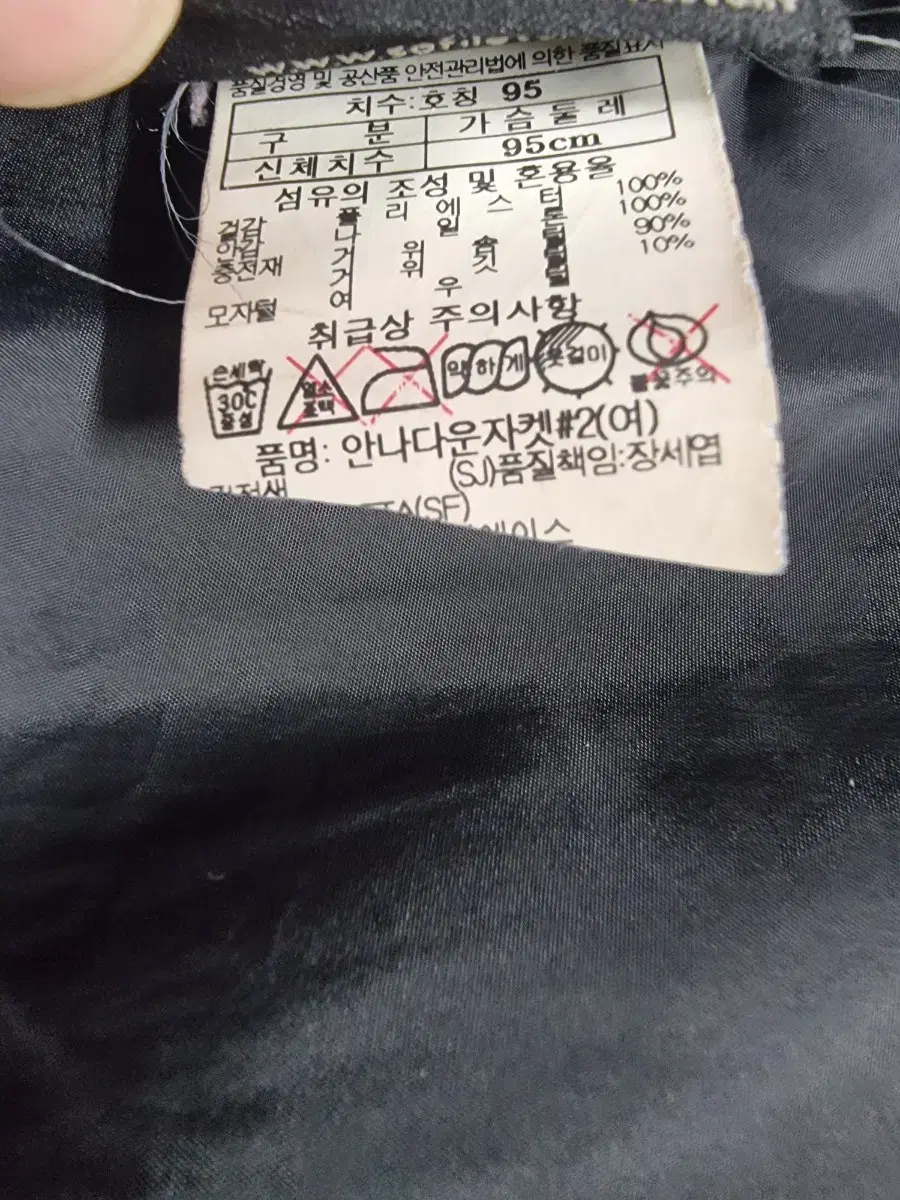 품질경영 및 공산품 안전관리법에 의한 품질표시
치수:호칭 95
구 분 가 슴 둘 레
신체치수 95cm
섬유의 조성 및 혼용율
겉감 폴 리 에 스 터 100%
안감 나 일 론 100%
충전재 거 위 솜 털 90%
거 위 깃 털 10%
모자털 여 우 털
취급상 주의사항
손세탁 30℃ 중성
염소 표백
약하게
옷걸이
불꽃주의
품명: 안나다운자켓#2(여)
(SJ)품질책임:장세엽